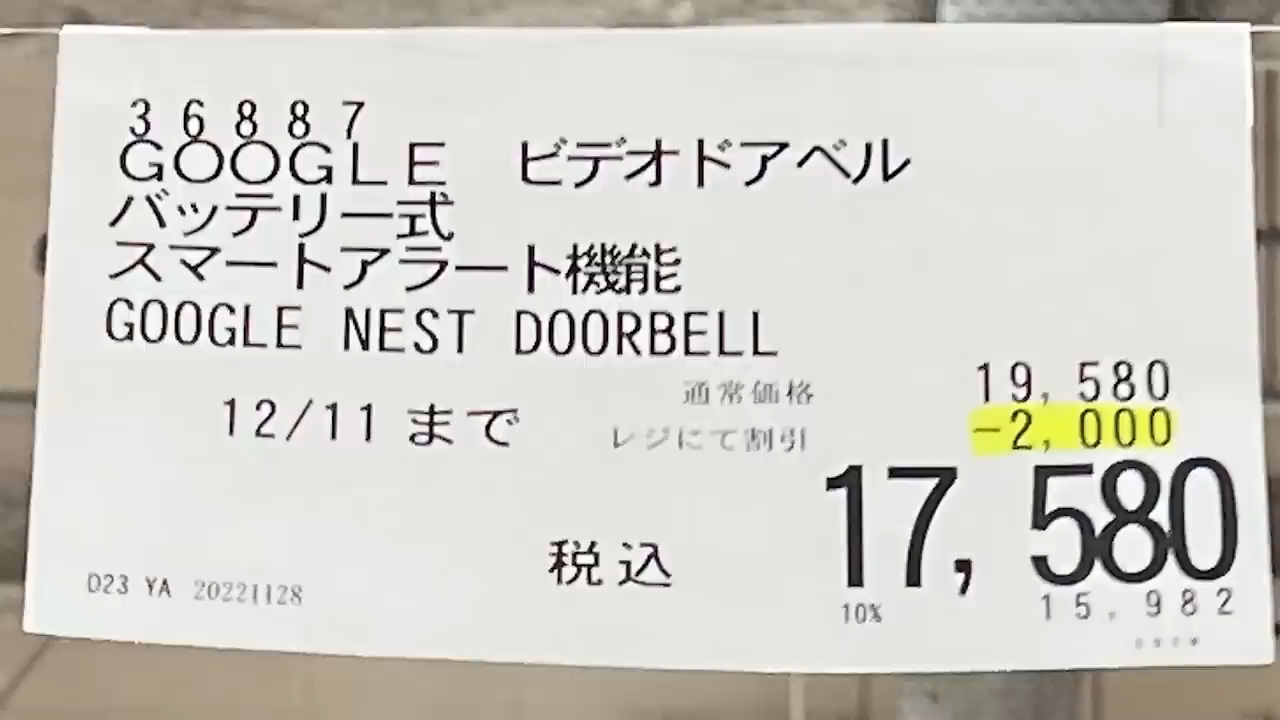 36887
GOOGLE ビデオドアベル
バッテリー式
スマートアラート機能
GOOGLE NEST DOORBELL
通常価格 19,580
12/11 まで レジにて割引 -2,000
17,580
税込
D23 YA 20221128
10% 15,982